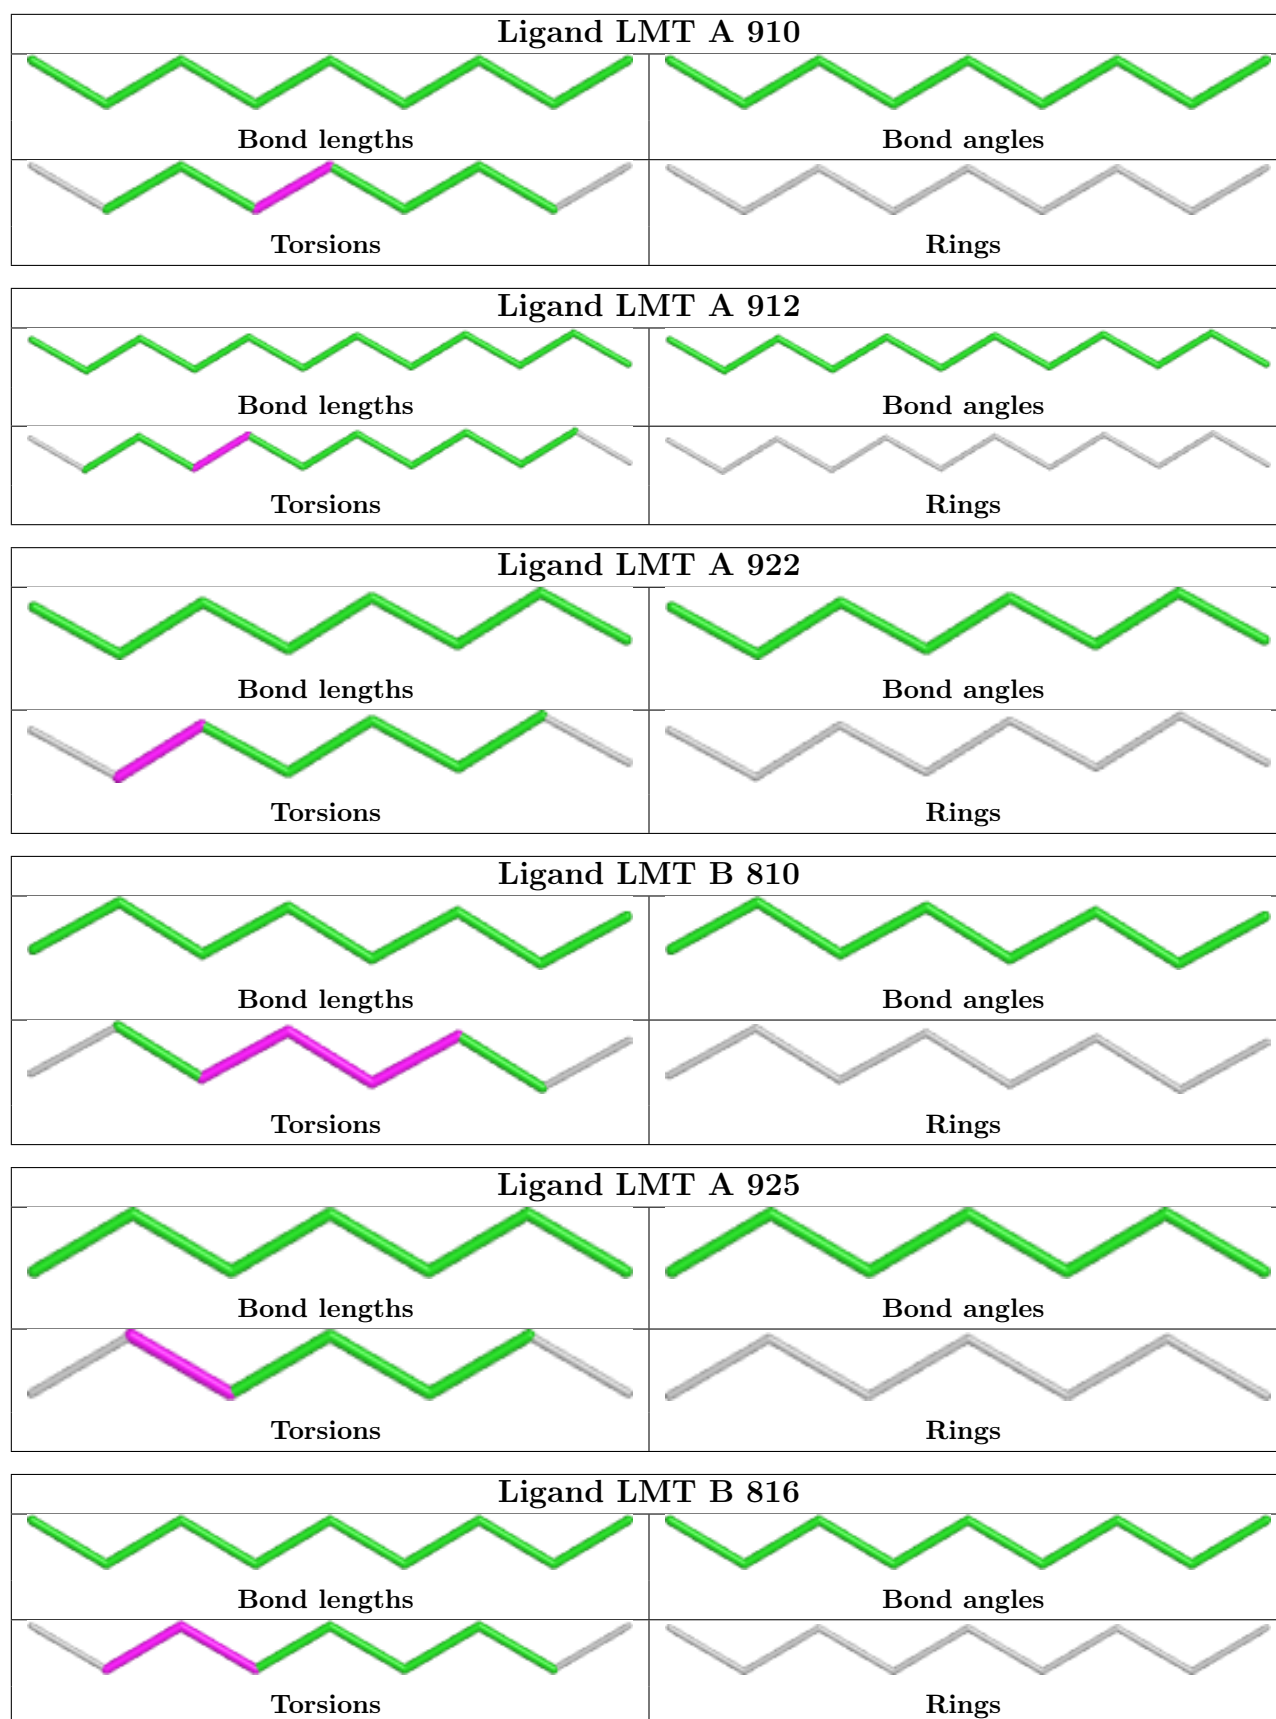 Ligand LMT A 910
Bond lengths Bond angles
Torsions Rings
Ligand LMT A 912
Bond lengths Bond angles
Torsions Rings
Ligand LMT A 922
Bond lengths Bond angles
Torsions Rings
Ligand LMT B 810
Bond lengths Bond angles
Torsions Rings
Ligand LMT A 925
Bond lengths Bond angles
Torsions Rings
Ligand LMT B 816
Bond lengths Bond angles
Torsions Rings